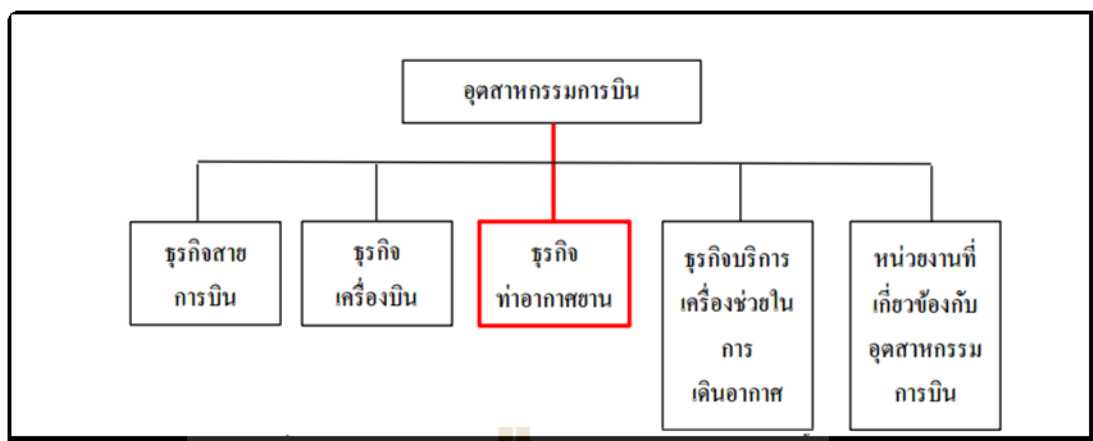 อุตสาหกรรมการบิน
ธุรกิจสาย
การบิน
ธุรกิจ
เครื่องบิน
ธุรกิจ
ท่าอากาศยาน
ธุรกิจบริการ
เครื่องช่วยใน
การ
เดินอากาศ
หน่วยงานที่
เกี่ยวข้องกับ
อุตสาหกรรม
การบิน